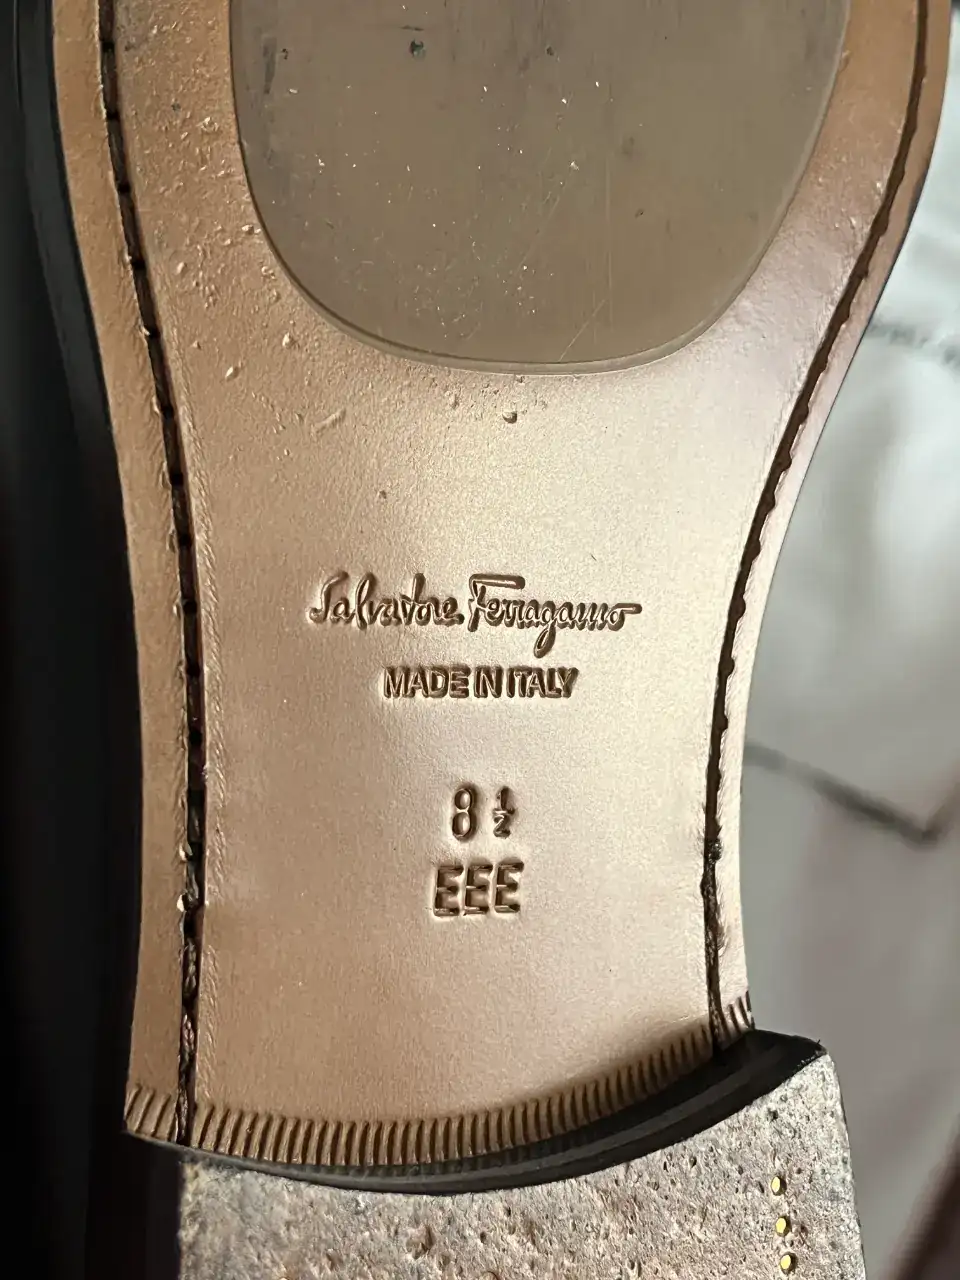 Salvatore Ferragamo
MADE IN ITALY
8 ½
EEE